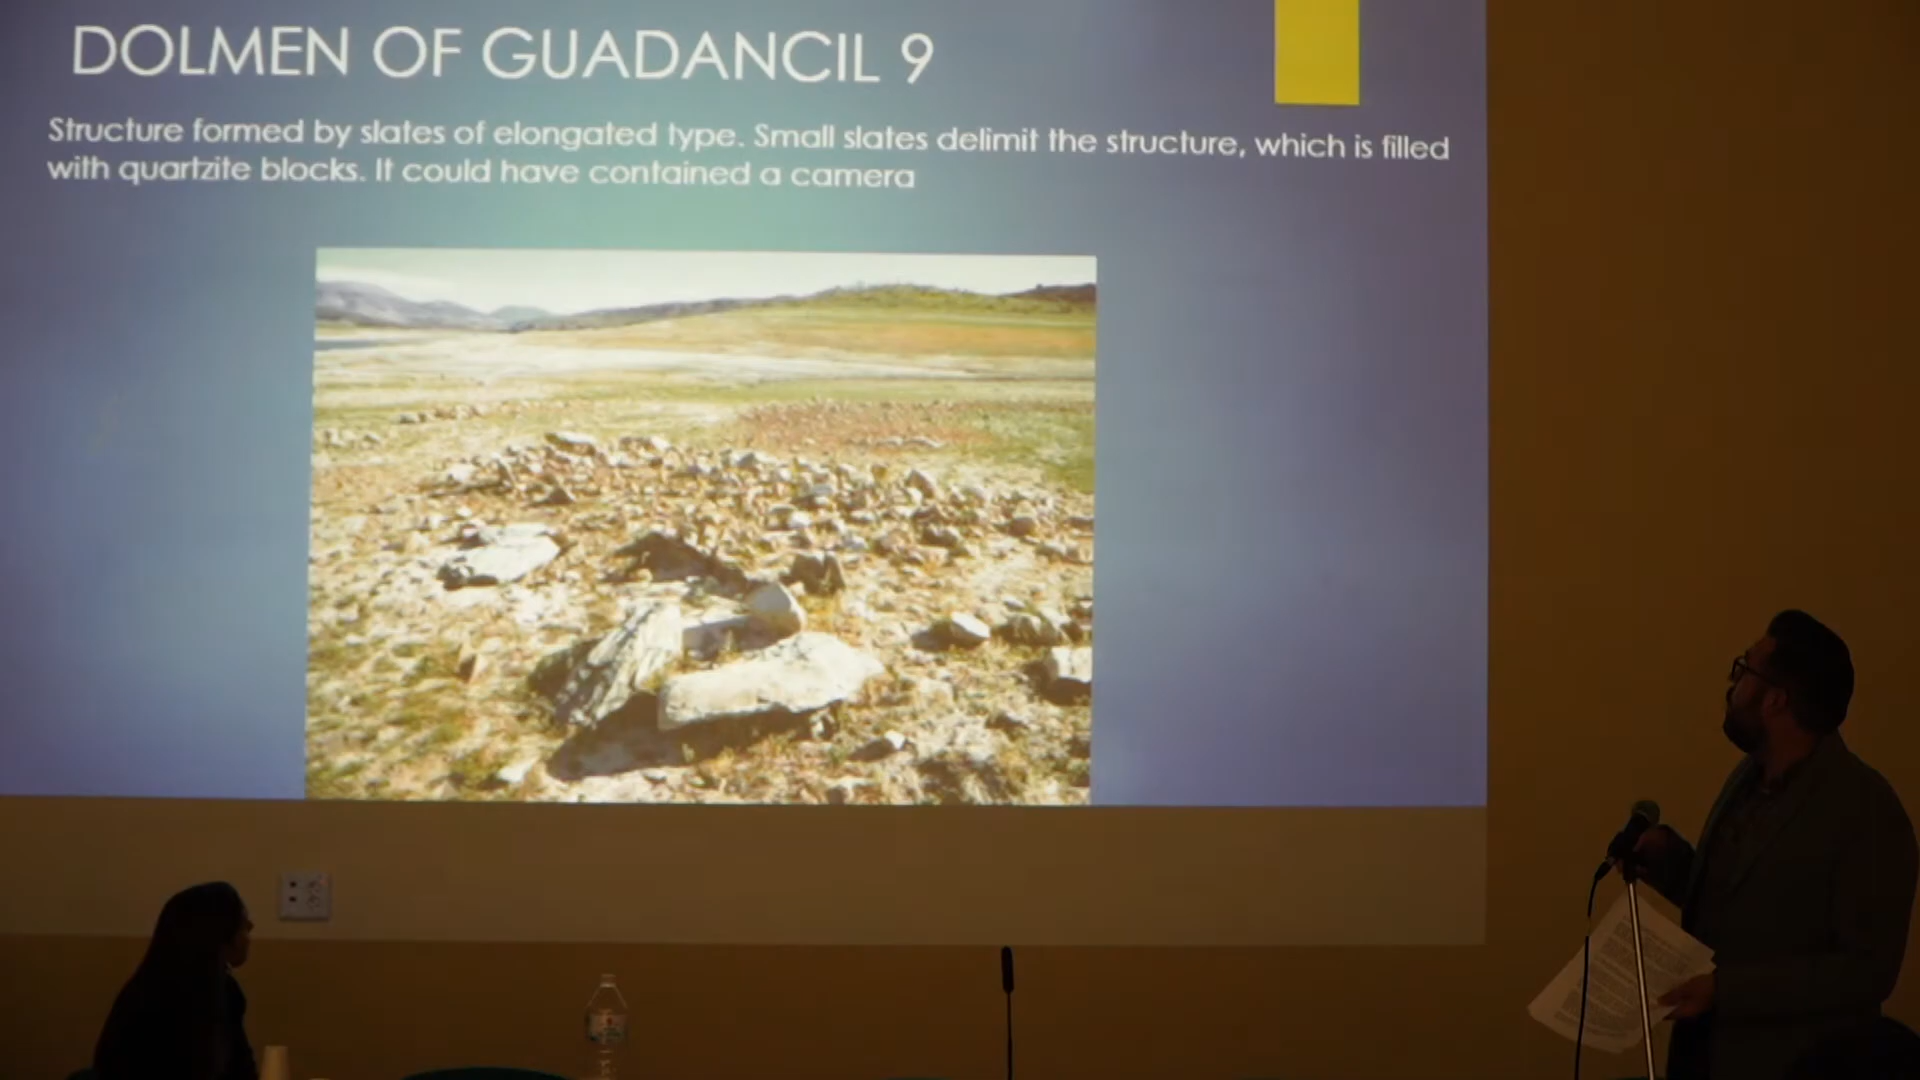 DOLMEN OF GUADANCIL 9
Structure formed by slates of elongated type. Small slates delimit the structure, which is filled
with quartzite blocks. It could have contained a camera